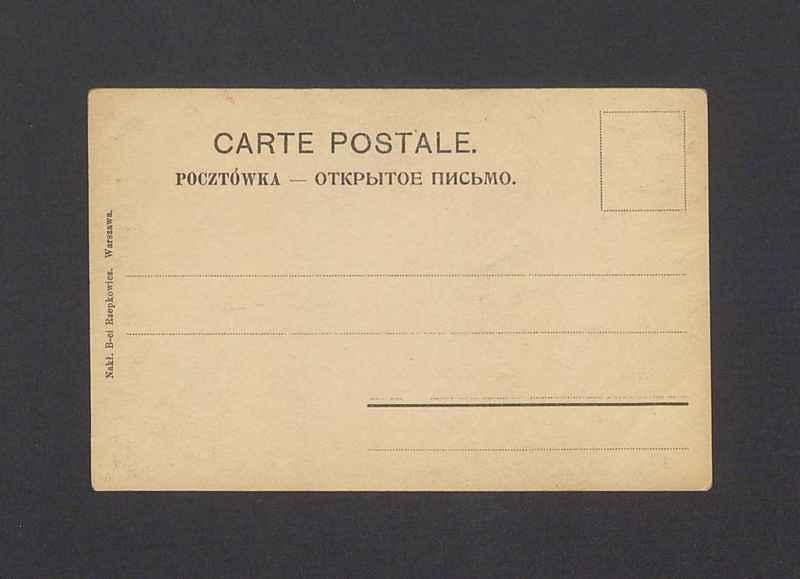 CARTE POSTALE.
POCZTÓWKA — ОТКРЫТОЕ ПИСЬМО.
Nakł. B-ci Rzepkowicz. Warszawa.